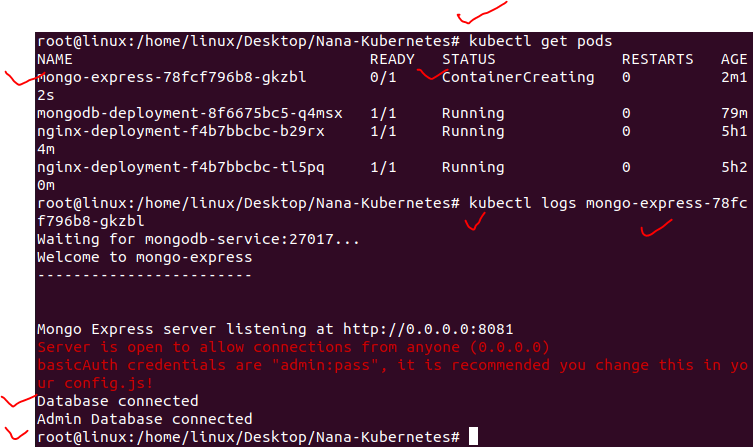 root@linux:/home/linux/Desktop/Nana-Kubernetes# kubectl get pods
NAME READY STATUS RESTARTS AGE
mongo-express-78fcf796b8-gkzbl 0/1 ContainerCreating 0 2m1
2s
mongodb-deployment-8f6675bc5-q4msx 1/1 Running 0 79m
nginx-deployment-f4b7bbcbc-b29rx 1/1 Running 0 5h1
4m
nginx-deployment-f4b7bbcbc-tl5pq 1/1 Running 0 5h2
0m
root@linux:/home/linux/Desktop/Nana-Kubernetes# kubectl logs mongo-express-78fc
f796b8-gkzbl
Waiting for mongodb-service:27017...
Welcome to mongo-express
------------------------
Mongo Express server listening at http://0.0.0.0:8081
Server is open to allow connections from anyone (0.0.0.0)
basicAuth credentials are "admin:pass", it is recommended you change this in yo
ur config.js!
Database connected
Admin Database connected
root@linux:/home/linux/Desktop/Nana-Kubernetes#